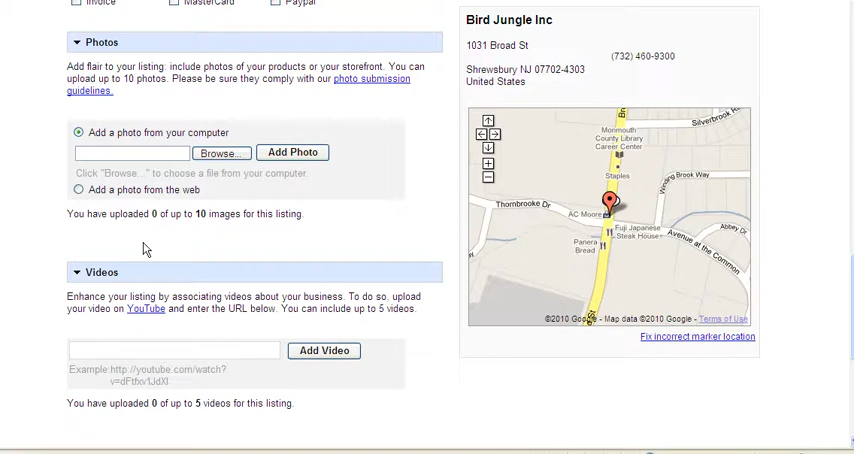 Invoice MasterCard Paypal
Photos
Add flair to your listing: include photos of your products or your storefront. You can
upload up to 10 photos. Please be sure they comply with our photo submission
guidelines.
Add a photo from your computer
Browse... Add Photo
Click "Browse..." to choose a file from your computer.
Add a photo from the web
You have uploaded 0 of up to 10 images for this listing.
Videos
Enhance your listing by associating videos about your business. To do so, upload
your video on YouTube and enter the URL below. You can include up to 5 videos.
Add Video
Example:http://youtube.com/watch?
You have uploaded 0 of up to 5 videos for this listing.
Bird Jungle Inc
1031 Broad St
(732) 460-9300
Shrewsbury NJ 07702-4303
United States
Silverbrook
Monmouth
County Library
Career Center
Staples
Winding Brook Way
Thornbrooke Dr
AC Moore
Fuji Japanese
Steak House
Panera
Bread
Abbey Dr
Avenue at the Common
©2010 Google - Map data ©2010 Google - Terms of Use
Fix incorrect marker location